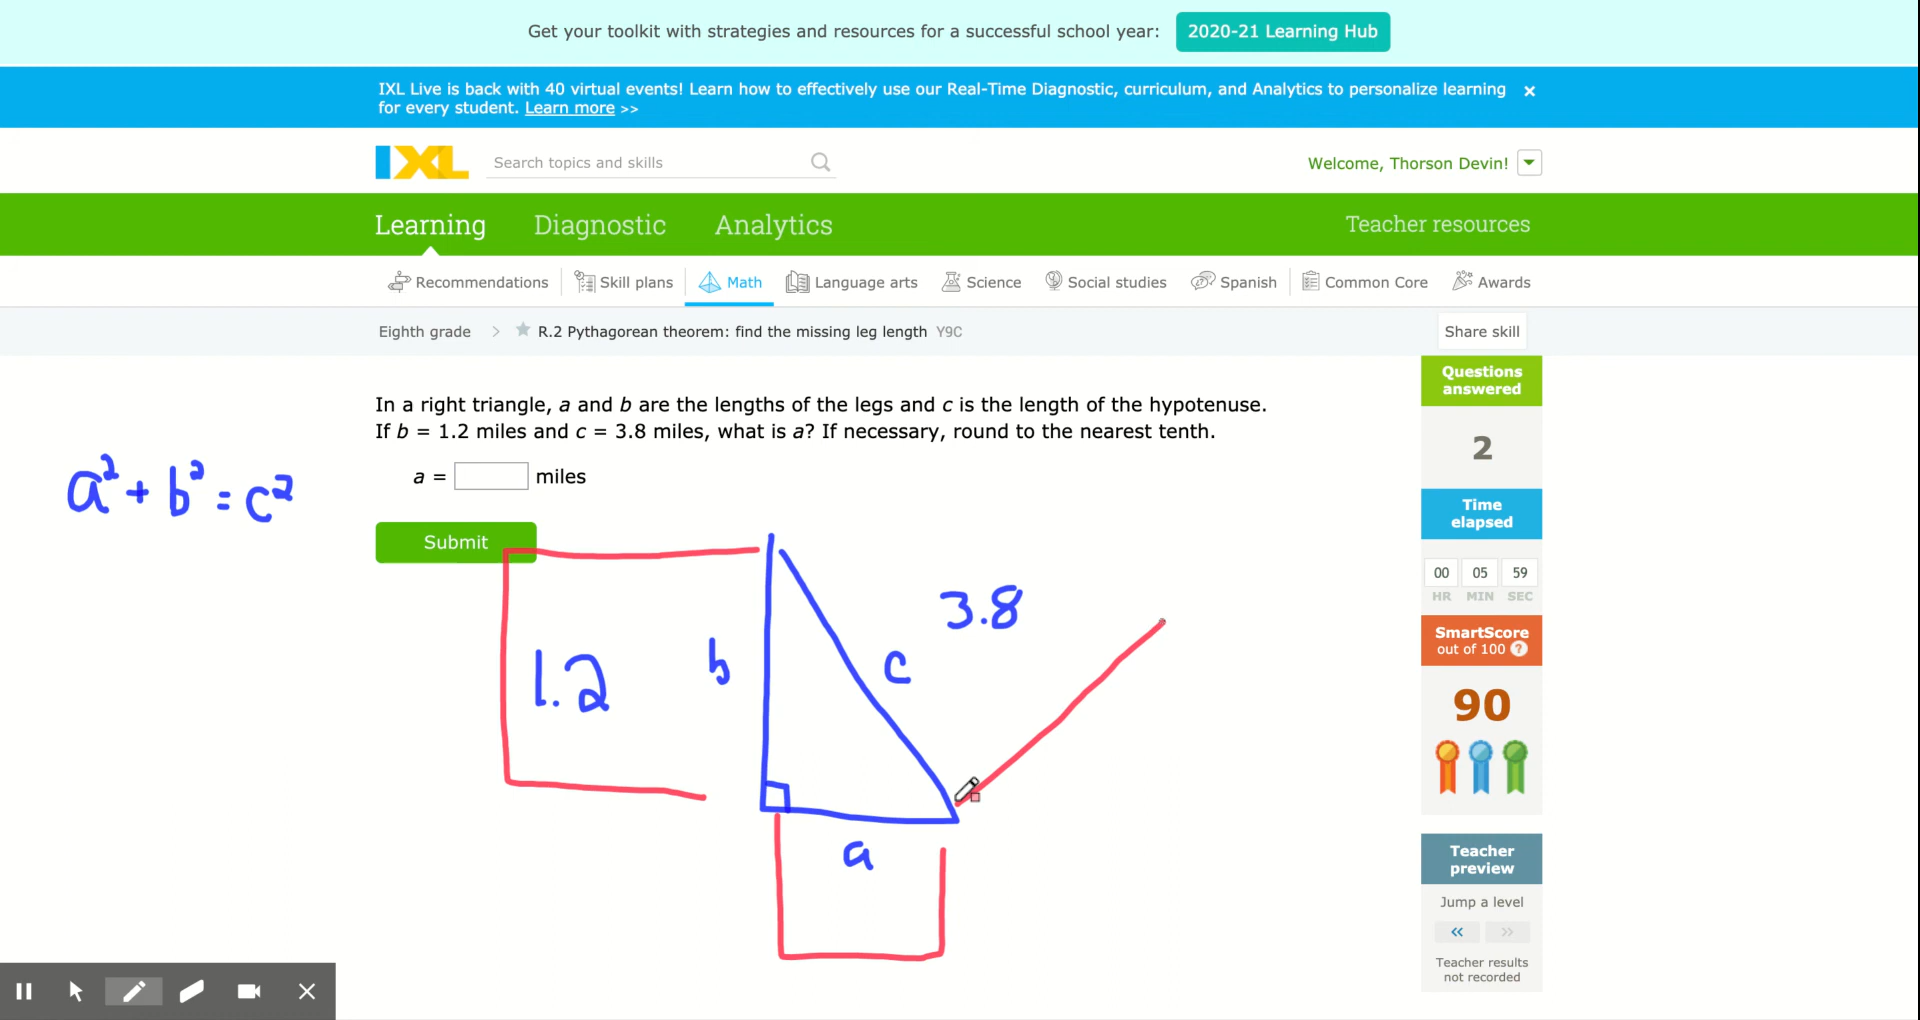 Get your toolkit with strategies and resources for a successful school year: 2020-21 Learning Hub
IXL Live is back with 40 virtual events! Learn how to effectively use our Real-Time Diagnostic, curriculum, and Analytics to personalize learning
for every student. Learn more >>
IXL Search topics and skills Welcome, Thorson Devin!
Learning Diagnostic Analytics Teacher resources
Recommendations Skill plans Math Language arts Science Social studies Spanish Common Core Awards
Eighth grade > R.2 Pythagorean theorem: find the missing leg length Y9C Share skill
In a right triangle, a and b are the lengths of the legs and c is the length of the hypotenuse.
If b = 1.2 miles and c = 3.8 miles, what is a? If necessary, round to the nearest tenth.
a = miles
Submit
a² + b² = c²
1.2
b
c
3.8
a
Questions
answered
2
Time
elapsed
00 05 59
HR MIN SEC
SmartScore
out of 100 ?
90
Teacher
preview
Jump a level
<< >>
Teacher results
not recorded